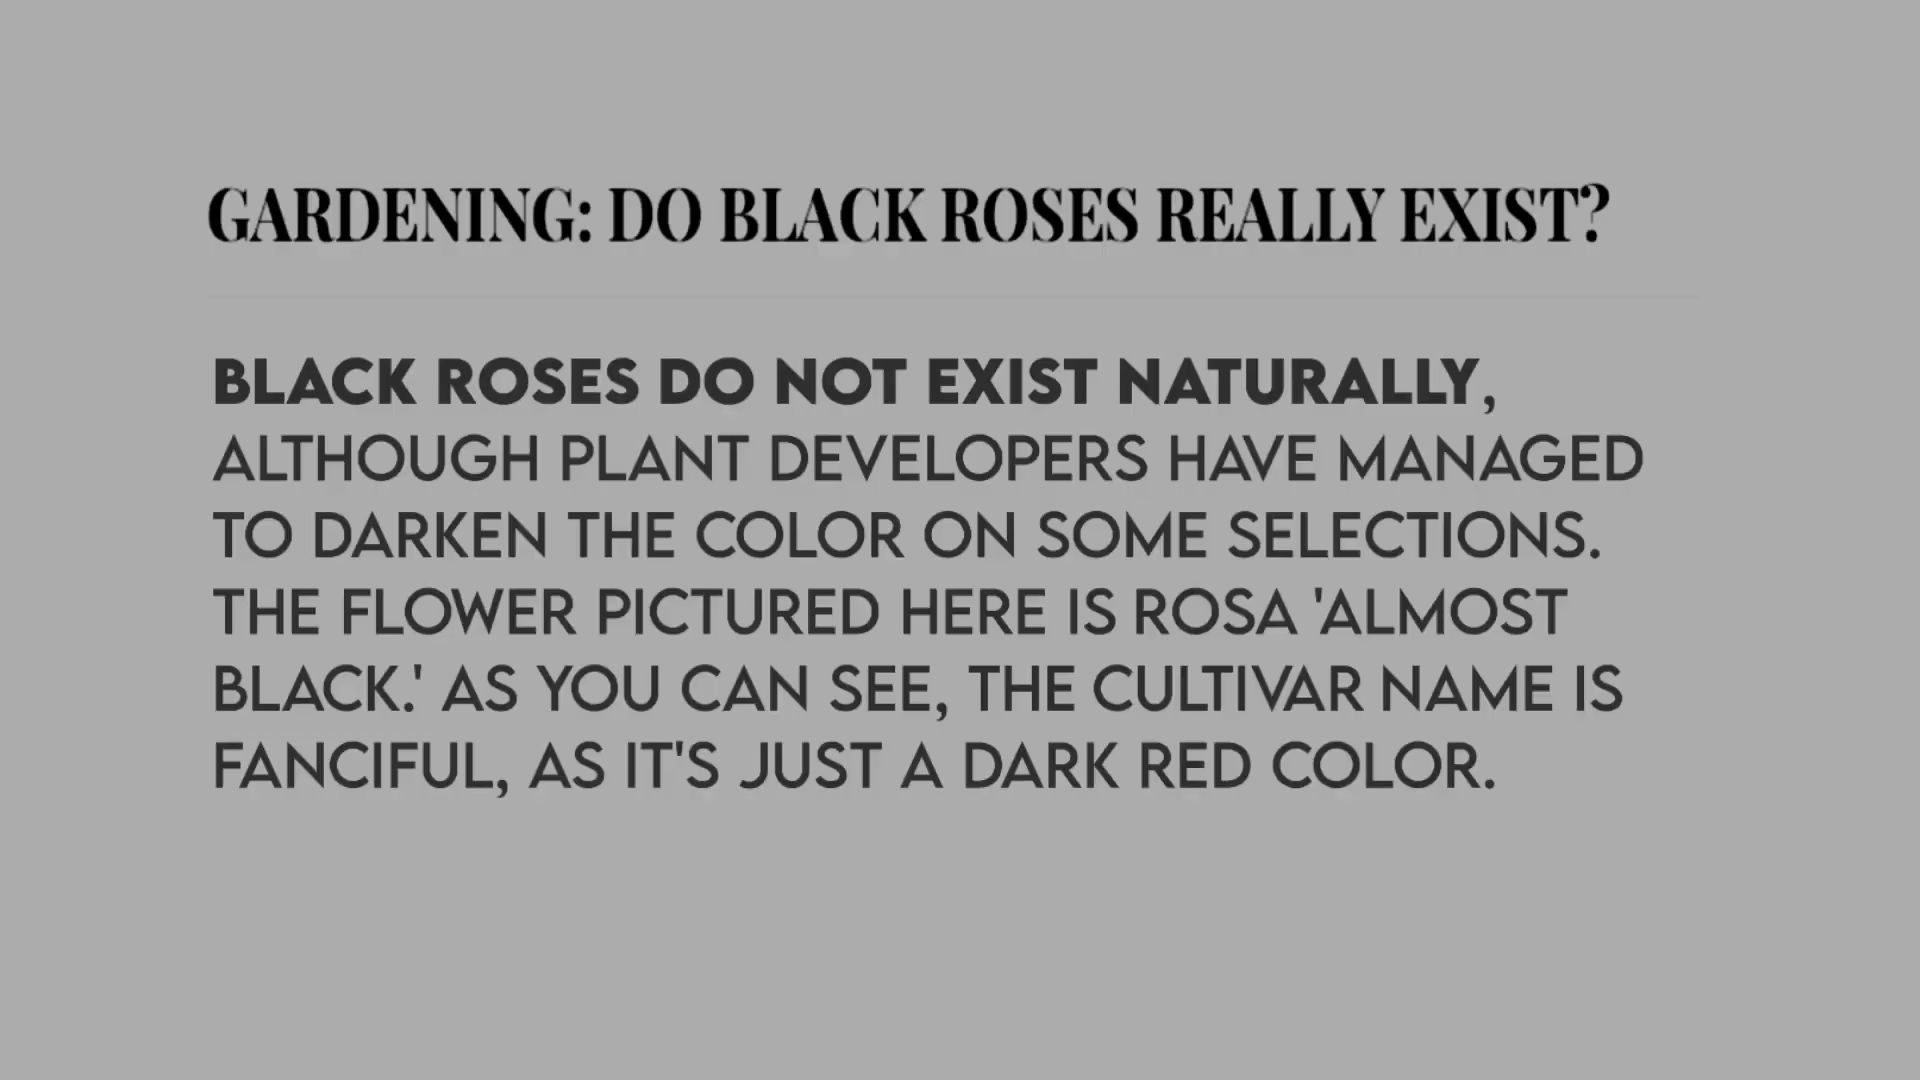 GARDENING: DO BLACK ROSES REALLY EXIST?
BLACK ROSES DO NOT EXIST NATURALLY,
ALTHOUGH PLANT DEVELOPERS HAVE MANAGED
TO DARKEN THE COLOR ON SOME SELECTIONS.
THE FLOWER PICTURED HERE IS ROSA 'ALMOST
BLACK.' AS YOU CAN SEE, THE CULTIVAR NAME IS
FANCIFUL, AS IT'S JUST A DARK RED COLOR.